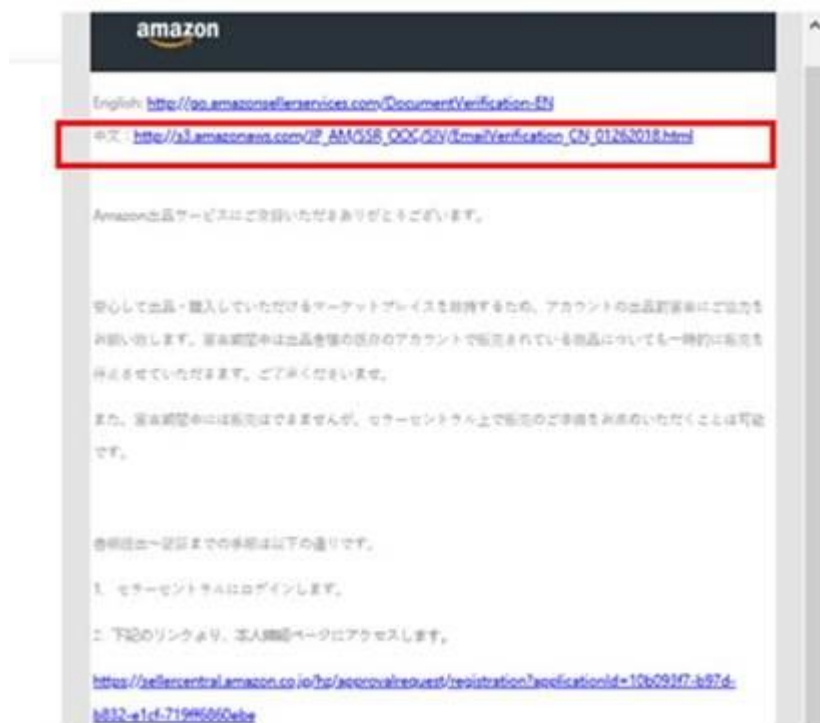 amazon
English: http://go.amazonsellerservices.com/DocumentVerification-EN
中文：http://s3.amazonaws.com/JP_AM/SSR_OOC/SIV/EmailVerification_CN_01262018.html
Amazon出品サービスにご登録いただきありがとうございます。
安心して出品・購入していただけるマーケットプレイスを維持するため、アカウントの出品前審査にご協力を
お願い致します。審査期間中は出品者様の既存のアカウントで販売されている商品についても一時的に販売を
停止させていただきます。ご了承くださいませ。
また、審査期間中には販売はできませんが、セラーセントラル上で販売のご準備をお進めいただくことは可能
です。
書類提出～認証までの手順は以下の通りです。
1. セラーセントラルにログインします。
2. 下記のリンクより、本人確認ページにアクセスします。
https://sellercentral.amazon.co.jp/hz/approvalrequest/registration?applicationId=10b093f7-b97d-
b832-e1cf-719ff6860ebe